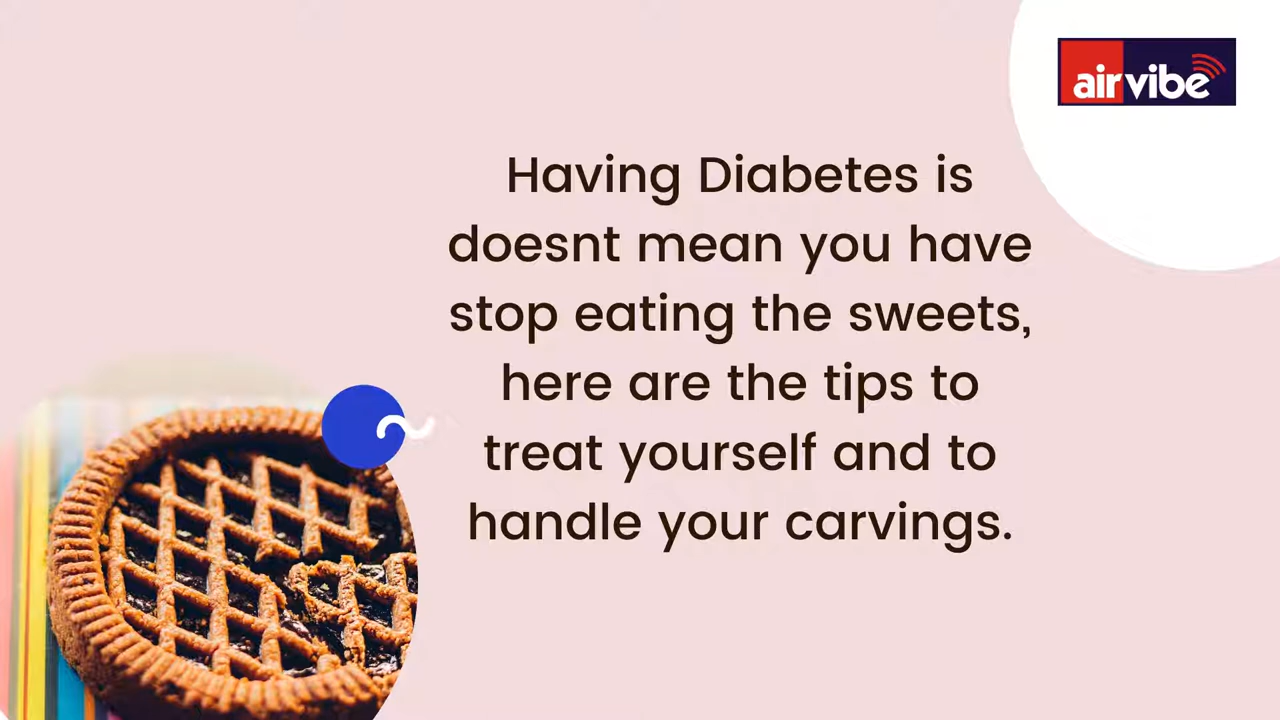 airvibe
Having Diabetes is
doesnt mean you have
stop eating the sweets,
here are the tips to
treat yourself and to
handle your carvings.